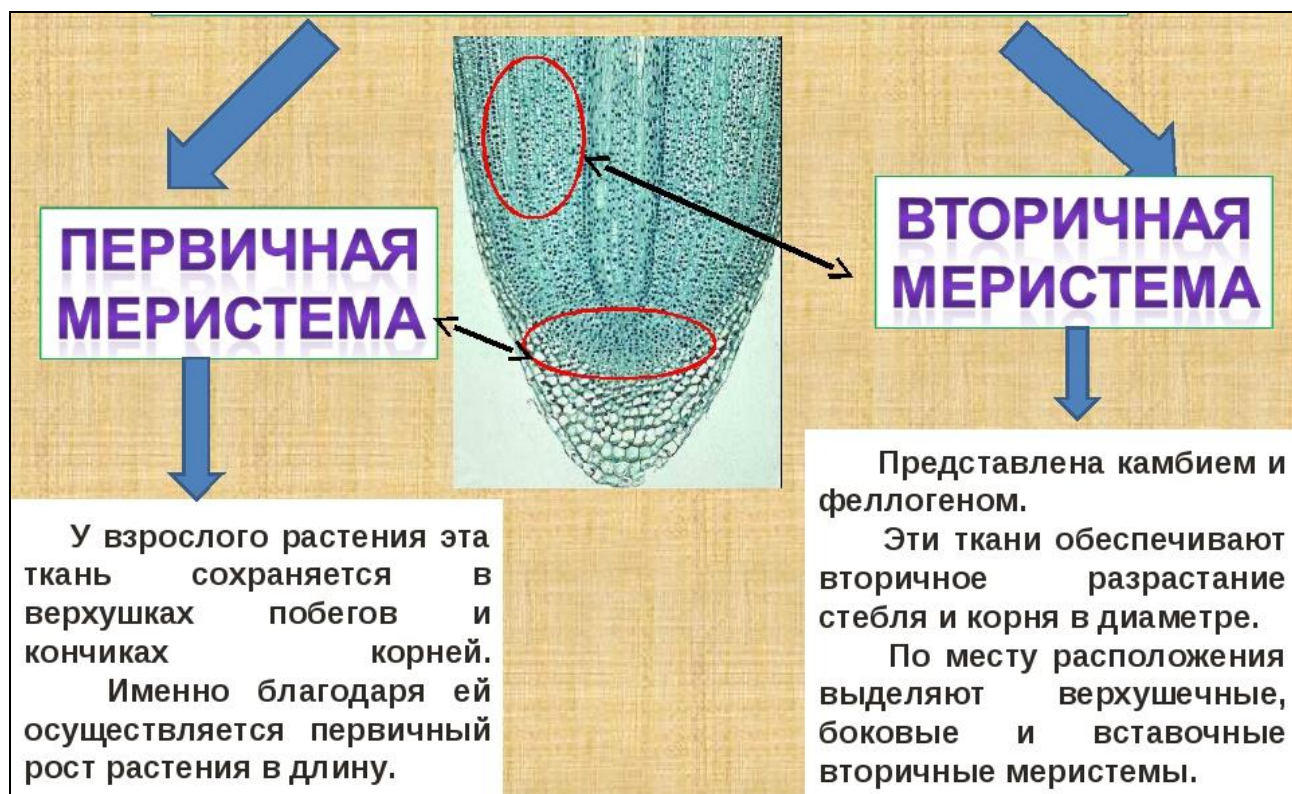 ПЕРВИЧНАЯ
МЕРИСТЕМА
ВТОРИЧНАЯ
МЕРИСТЕМА
У взрослого растения эта
ткань сохраняется в
верхушках побегов и
кончиках корней.
Именно благодаря ей
осуществляется первичный
рост растения в длину.
Представлена камбием и
феллогеном.
Эти ткани обеспечивают
вторичное разрастание
стебля и корня в диаметре.
По месту расположения
выделяют верхушечные,
боковые и вставочные
вторичные меристемы.